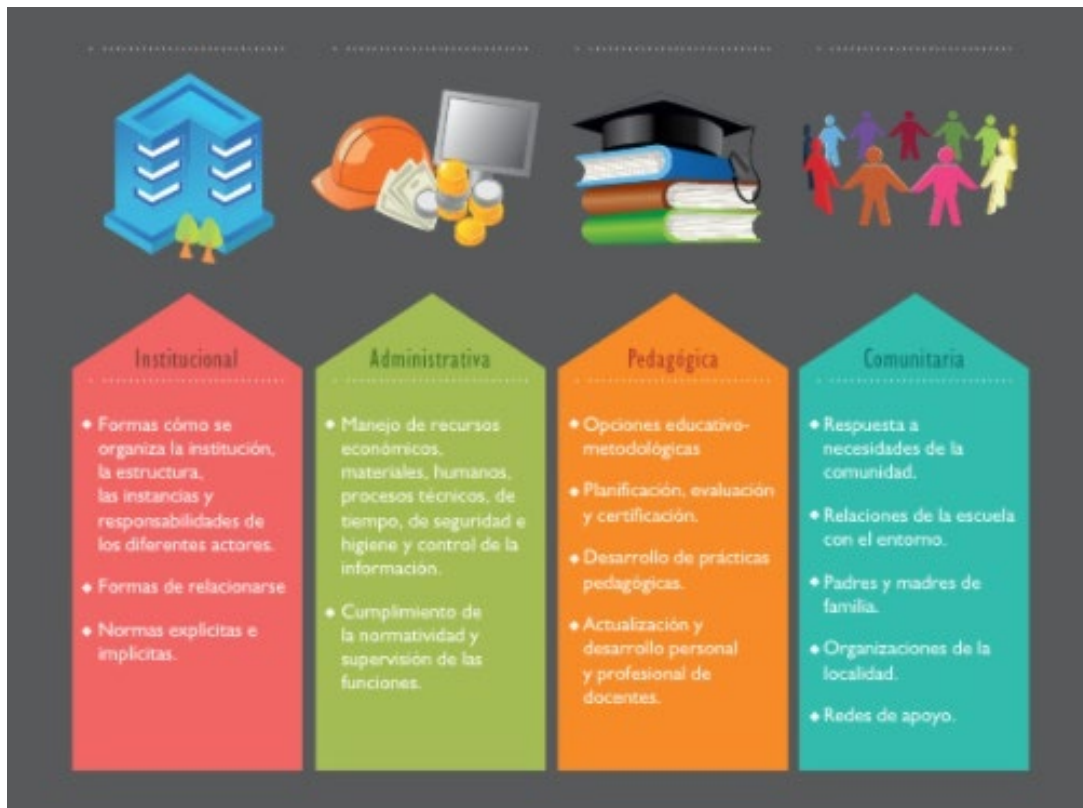 Institucional
◆ Formas cómo se
organiza la institución,
la estructura,
las instancias y
responsabilidades de
los diferentes actores.
◆ Formas de relacionarse
◆ Normas explícitas e
implícitas.
Administrativa
◆ Manejo de recursos
económicos,
materiales, humanos,
procesos técnicos, de
tiempo, de seguridad e
higiene y control de la
información.
◆ Cumplimiento de
la normatividad y
supervisión de las
funciones.
Pedagógica
◆ Opciones educativo-
metodológicas
◆ Planificación, evaluación
y certificación.
◆ Desarrollo de prácticas
pedagógicas.
◆ Actualización y
desarrollo personal
y profesional de
docentes.
Comunitaria
◆ Respuesta a
necesidades de la
comunidad.
◆ Relaciones de la escuela
con el entorno.
◆ Padres y madres de
familia.
◆ Organizaciones de la
localidad.
◆ Redes de apoyo.